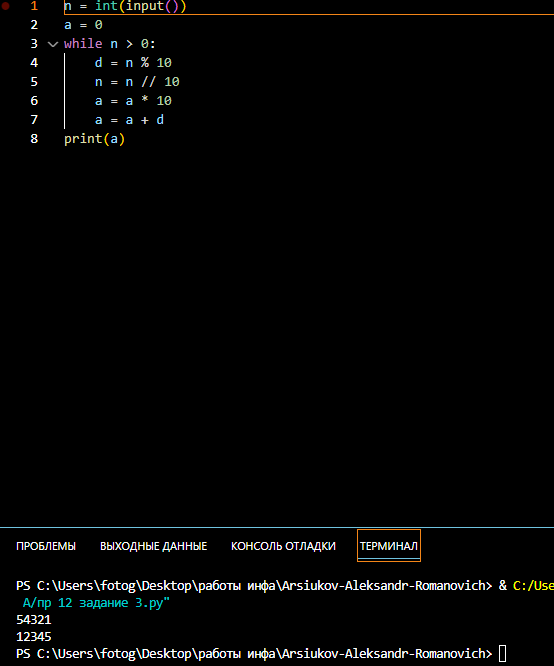 1 n = int(input())
2 a = 0
3 while n > 0:
4 d = n % 10
5 n = n // 10
6 a = a * 10
7 a = a + d
8 print(a)
ПРОБЛЕМЫ ВЫХОДНЫЕ ДАННЫЕ КОНСОЛЬ ОТЛАДКИ ТЕРМИНАЛ
PS C:\Users\fotog\Desktop\работы инфа\Arsiukov-Aleksandr-Romanovich> & C:/Use
А/пр 12 задание 3.py"
54321
12345
PS C:\Users\fotog\Desktop\работы инфа\Arsiukov-Aleksandr-Romanovich>